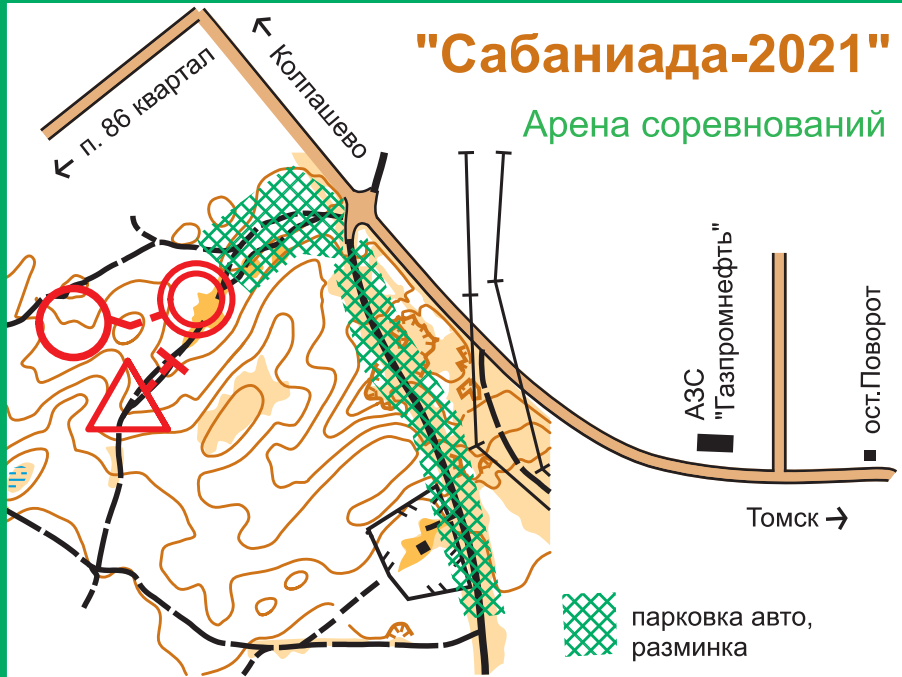 "Сабаниада-2021"
Арена соревнований
Колпашево
п. 86 квартал
АЗС
"Газпромнефть"
ост.Поворот
Томск
парковка авто,
разминка